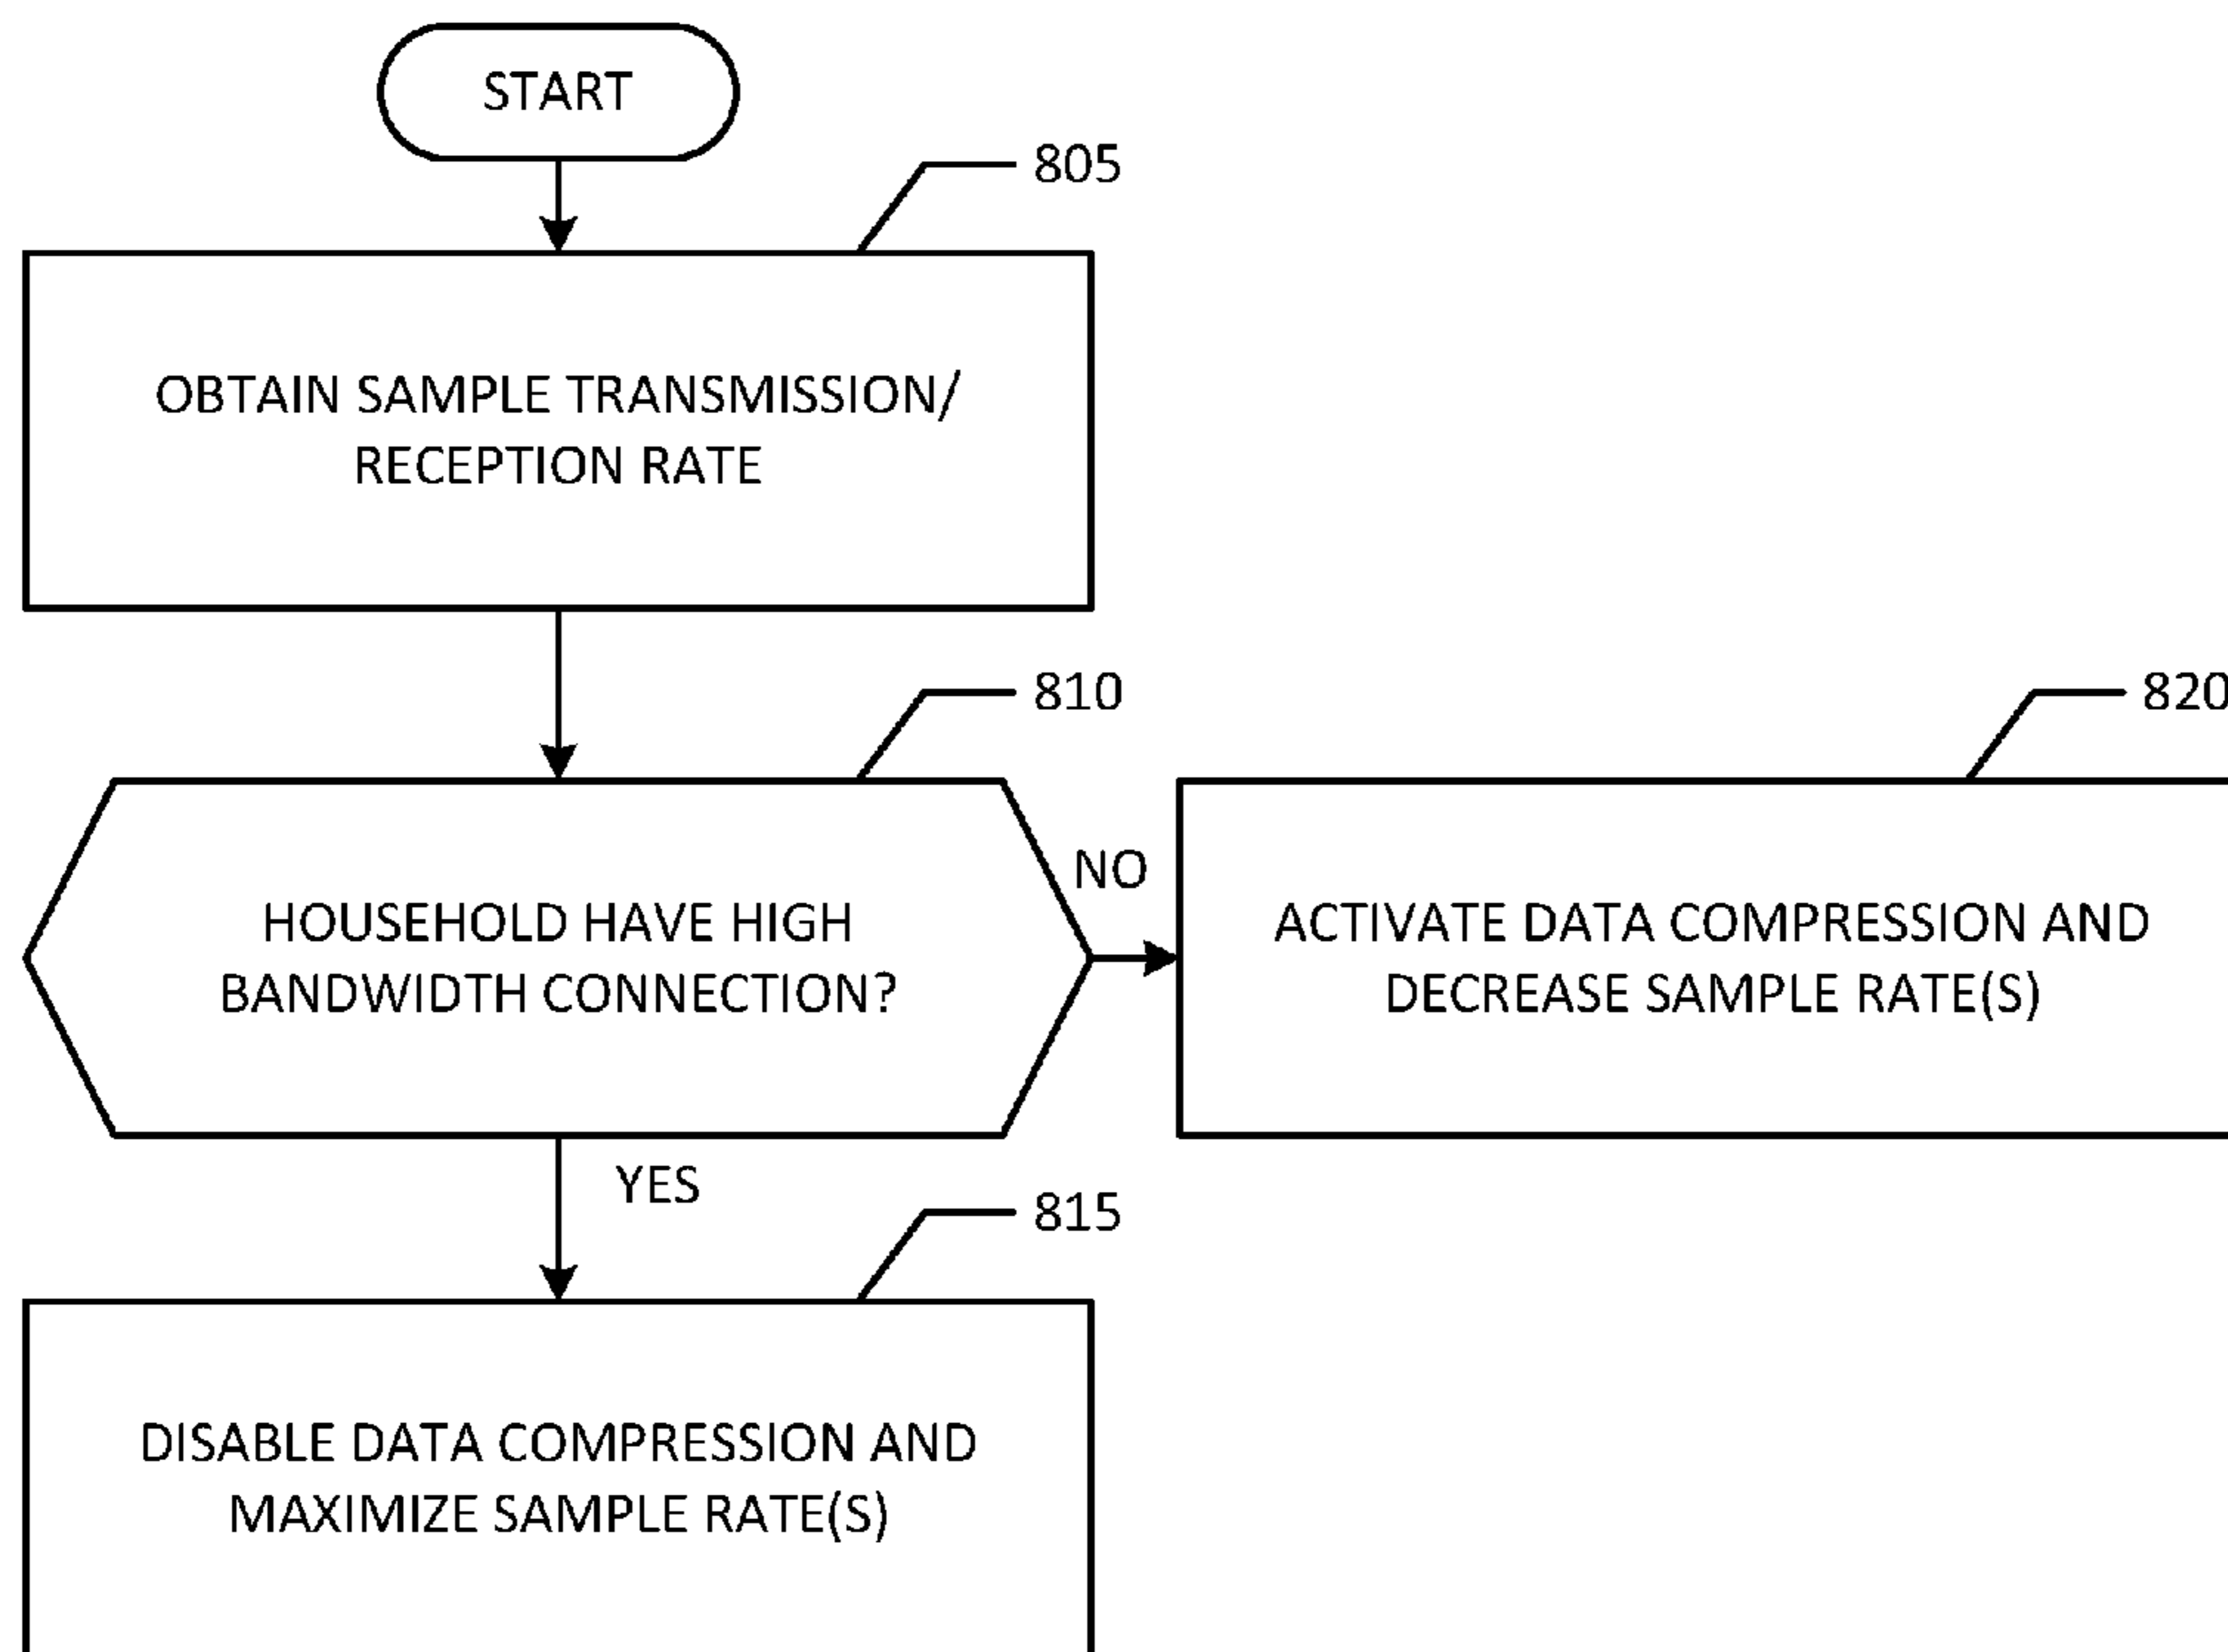 START
805
OBTAIN SAMPLE TRANSMISSION/
RECEPTION RATE
810
HOUSEHOLD HAVE HIGH
BANDWIDTH CONNECTION?
NO
820
ACTIVATE DATA COMPRESSION AND
DECREASE SAMPLE RATE(S)
YES
815
DISABLE DATA COMPRESSION AND
MAXIMIZE SAMPLE RATE(S)